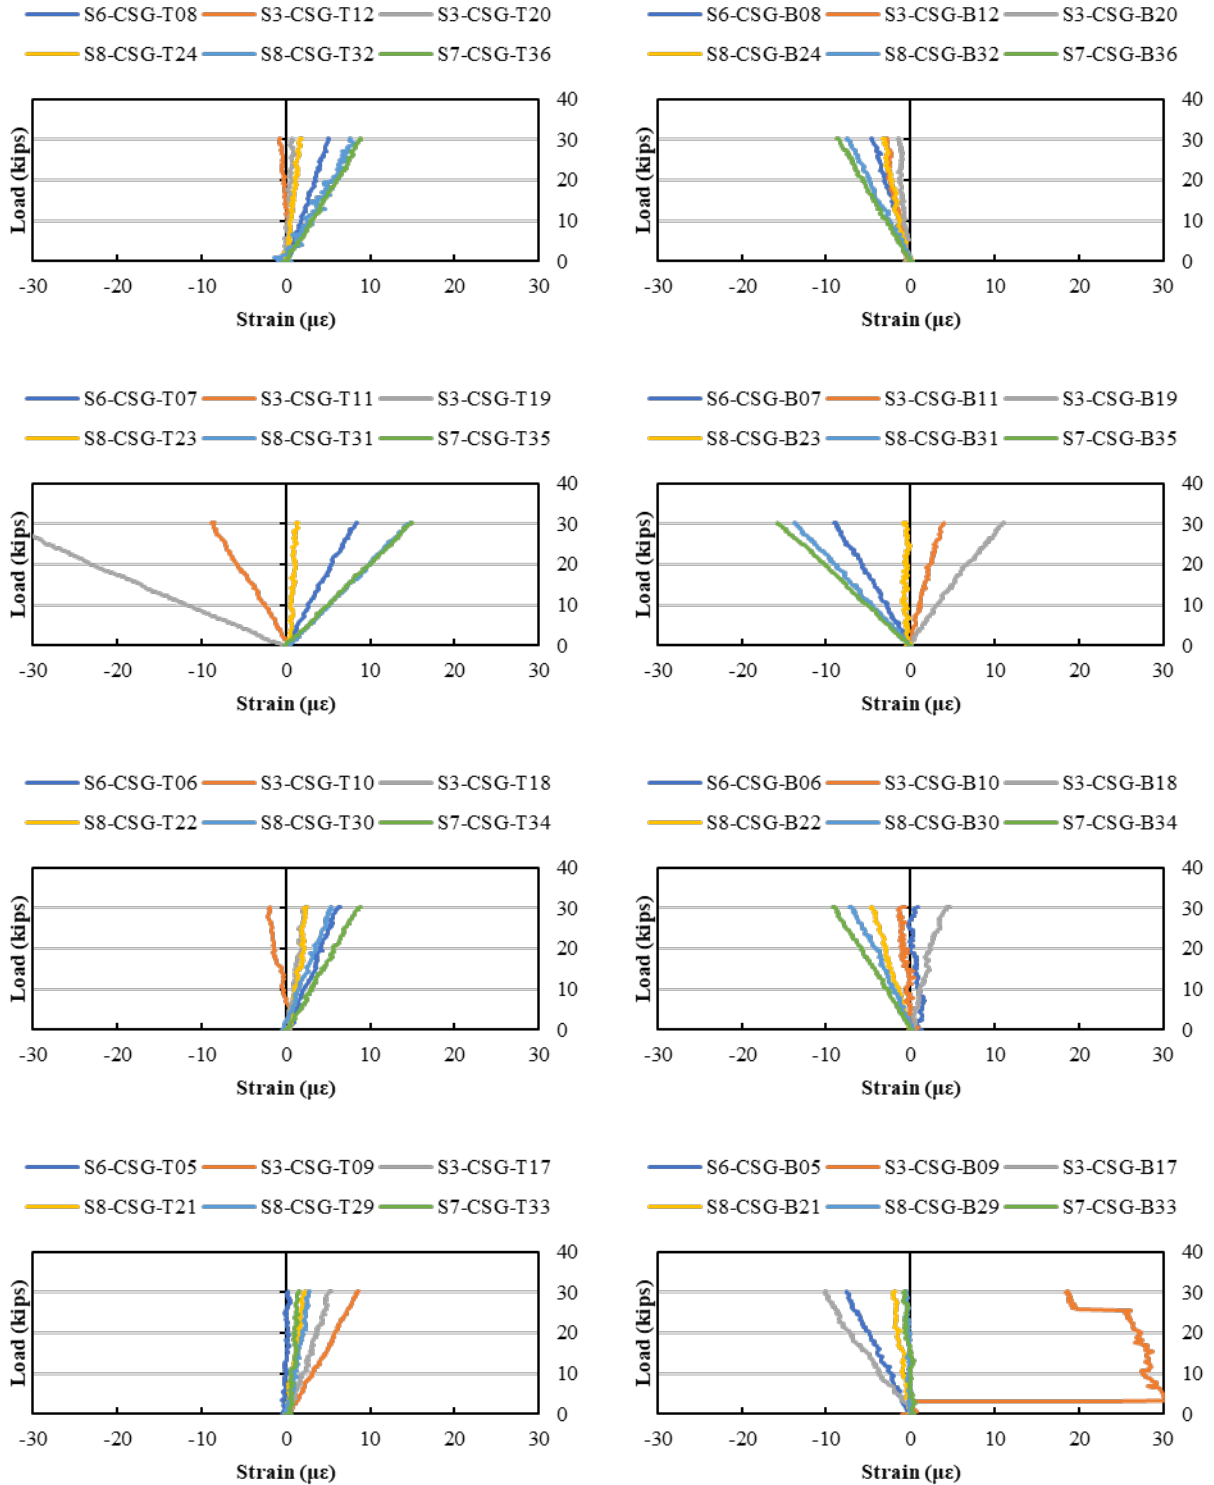 S6-CSG-T08 S3-CSG-T12 S3-CSG-T20
S8-CSG-T24 S8-CSG-T32 S7-CSG-T36
40
30
20
10
0
Load (kips)
-30 -20 -10 0 10 20 30
Strain (με)
S6-CSG-B08 S3-CSG-B12 S3-CSG-B20
S8-CSG-B24 S8-CSG-B32 S7-CSG-B36
40
30
20
10
0
Load (kips)
-30 -20 -10 0 10 20 30
Strain (με)
S6-CSG-T07 S3-CSG-T11 S3-CSG-T19
S8-CSG-T23 S8-CSG-T31 S7-CSG-T35
40
30
20
10
0
Load (kips)
-30 -20 -10 0 10 20 30
Strain (με)
S6-CSG-B07 S3-CSG-B11 S3-CSG-B19
S8-CSG-B23 S8-CSG-B31 S7-CSG-B35
40
30
20
10
0
Load (kips)
-30 -20 -10 0 10 20 30
Strain (με)
S6-CSG-T06 S3-CSG-T10 S3-CSG-T18
S8-CSG-T22 S8-CSG-T30 S7-CSG-T34
40
30
20
10
0
Load (kips)
-30 -20 -10 0 10 20 30
Strain (με)
S6-CSG-B06 S3-CSG-B10 S3-CSG-B18
S8-CSG-B22 S8-CSG-B30 S7-CSG-B34
40
30
20
10
0
Load (kips)
-30 -20 -10 0 10 20 30
Strain (με)
S6-CSG-T05 S3-CSG-T09 S3-CSG-T17
S8-CSG-T21 S8-CSG-T29 S7-CSG-T33
40
30
20
10
0
Load (kips)
-30 -20 -10 0 10 20 30
Strain (με)
S6-CSG-B05 S3-CSG-B09 S3-CSG-B17
S8-CSG-B21 S8-CSG-B29 S7-CSG-B33
40
30
20
10
0
Load (kips)
-30 -20 -10 0 10 20 30
Strain (με)